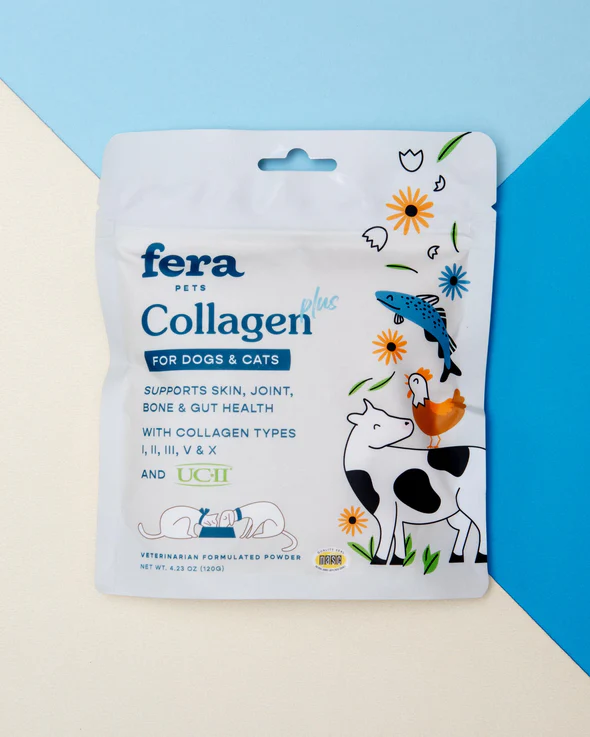 fera
PETS
Collagen plus
FOR DOGS & CATS
SUPPORTS SKIN, JOINT,
BONE & GUT HEALTH
WITH COLLAGEN TYPES
I, II, III, V & X
AND UC-II®
VETERINARIAN FORMULATED POWDER
NET WT. 4.23 OZ (120G)
nasc